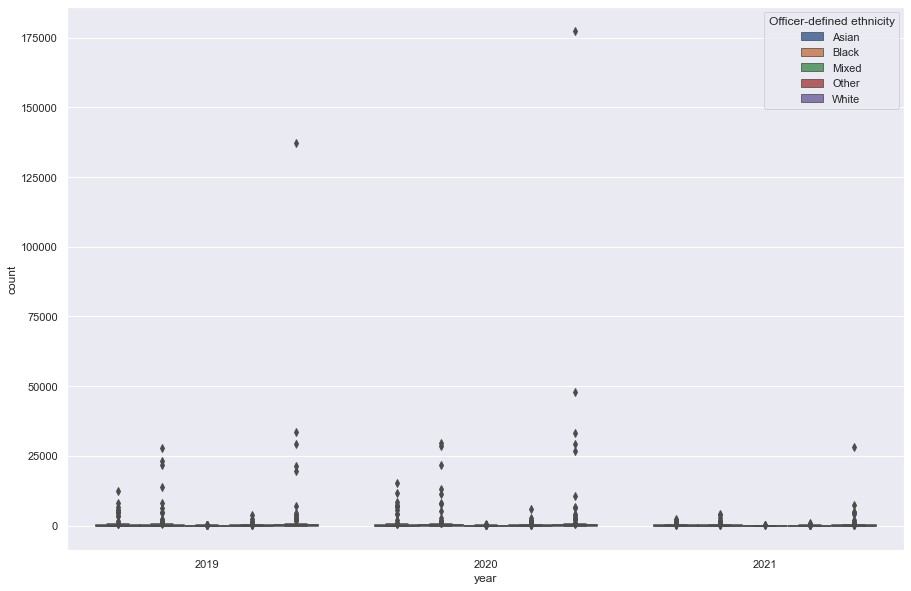 Officer-defined ethnicity
Asian
Black
Mixed
Other
White
175000
150000
125000
100000
75000
50000
25000
0
count
2019
2020
2021
year